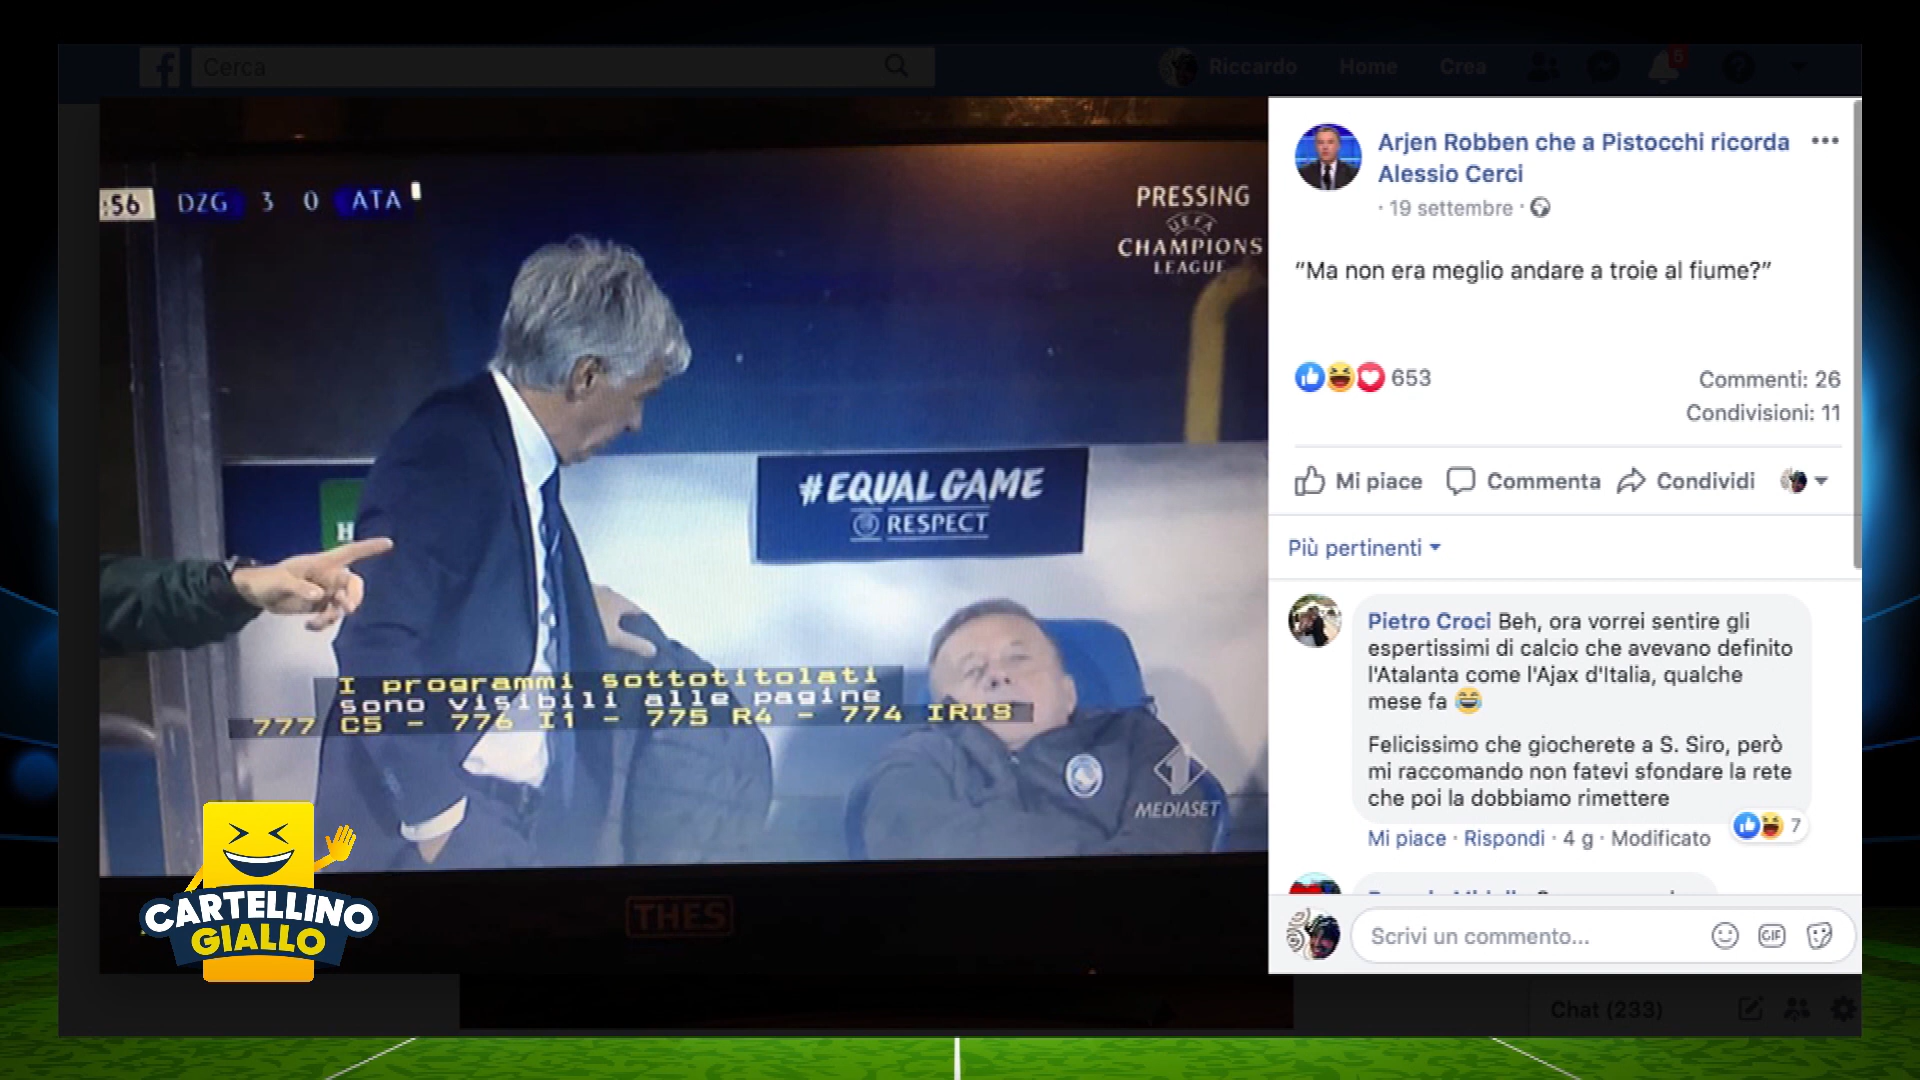 Cerca
Riccardo
Home
Crea
5
:56 DZG 3 0 ATA
PRESSING
UEFA
CHAMPIONS
LEAGUE
#EQUAL GAME
RESPECT
H
I programmi sottotitolati
sono visibili alle pagine
777 C5 - 776 I1 - 775 R4 - 774 IRIS
1
MEDIASET
THES
CARTELLINO
GIALLO
Arjen Robben che a Pistocchi ricorda
Alessio Cerci
· 19 settembre ·
“Ma non era meglio andare a troie al fiume?”
653
Commenti: 26
Condivisioni: 11
Mi piace
Commenta
Condividi
Più pertinenti
Pietro Croci Beh, ora vorrei sentire gli
espertissimi di calcio che avevano definito
l'Atalanta come l'Ajax d'Italia, qualche
mese fa 😂
Felicissimo che giocherete a S. Siro, però
mi raccomando non fatevi sfondare la rete
che poi la dobbiamo rimettere
Mi piace · Rispondi · 4 g · Modificato
7
Scrivi un commento...
GIF
Chat (233)